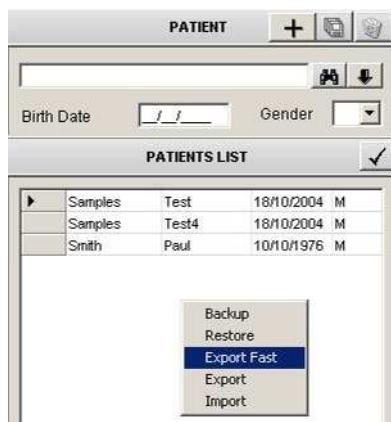 PATIENT
Birth Date _/_/___ Gender
PATIENTS LIST
Samples Test 18/10/2004 M
Samples Test4 18/10/2004 M
Smith Paul 10/10/1976 M
Backup
Restore
Export Fast
Export
Import